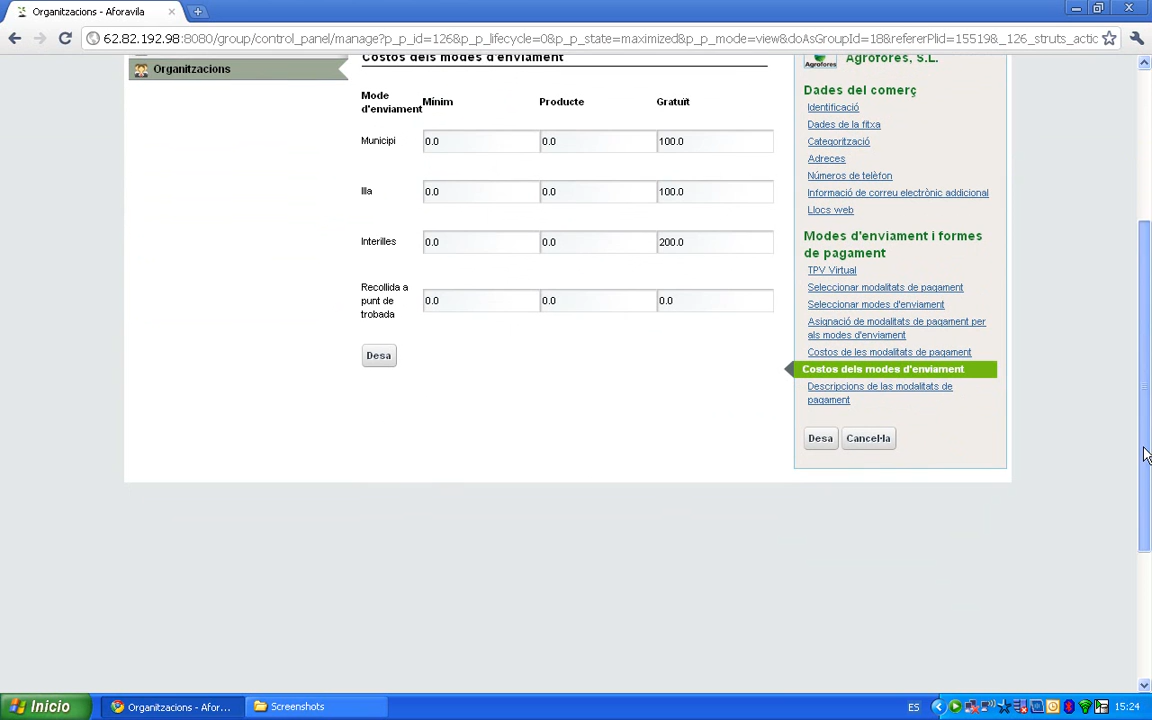 Organitzacions - Aforavila
62.82.192.98:8080/group/control_panel/manage?p_p_id=126&p_p_lifecycle=0&p_p_state=maximized&p_p_mode=view&doAsGroupId=18&refererPlid=15519&_126_struts_actic
Organitzacions
Costos dels modes d'enviament
Mode d'enviament Mínim Producte Gratuït
Municipi 0.0 0.0 100.0
Illa 0.0 0.0 100.0
Interilles 0.0 0.0 200.0
Recollida a
punt de
trobada 0.0 0.0 0.0
Desa
Agrofores
Agrofores, S.L.
Dades del comerç
Identificació
Dades de la fitxa
Categorització
Adreces
Números de telèfon
Informació de correu electrònic addicional
Llocs web
Modes d'enviament i formes
de pagament
TPV Virtual
Seleccionar modalitats de pagament
Seleccionar modes d'enviament
Asignació de modalitats de pagament per
als modes d'enviament
Costos de les modalitats de pagament
Costos dels modes d'enviament
Descripcions de las modalitats de
pagament
Desa Cancel·la
Inicio
Organitzacions - Afor...
Screenshots
ES
15:24